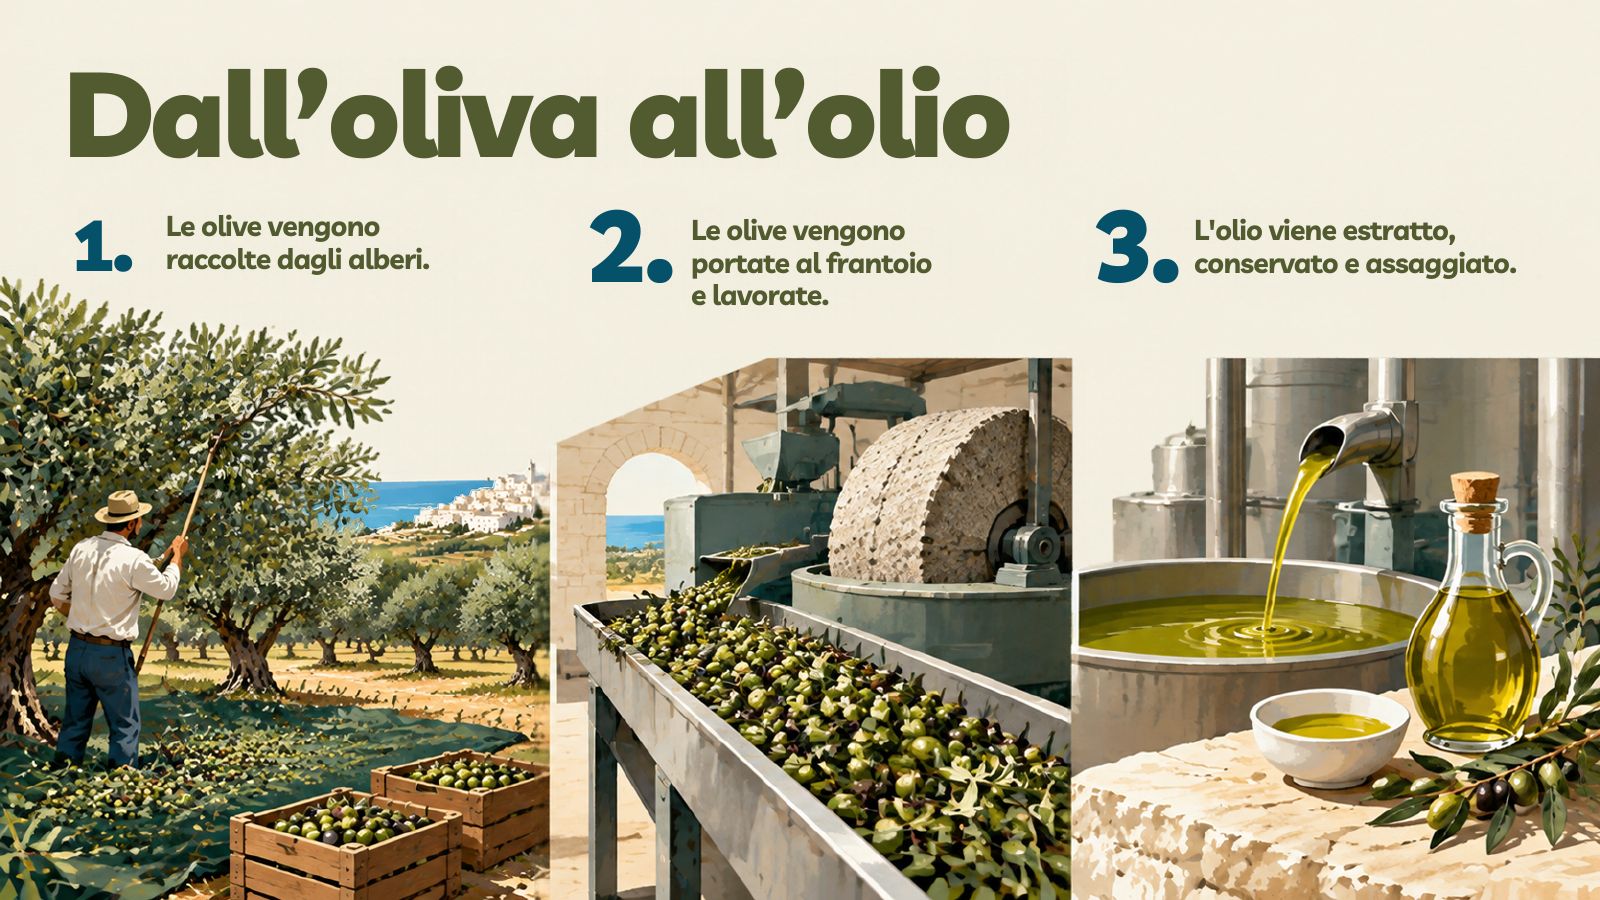 Dall’oliva all’olio
1.
Le olive vengono
raccolte dagli alberi.
2.
Le olive vengono
portate al frantoio
e lavorate.
3.
L'olio viene estratto,
conservato e assaggiato.